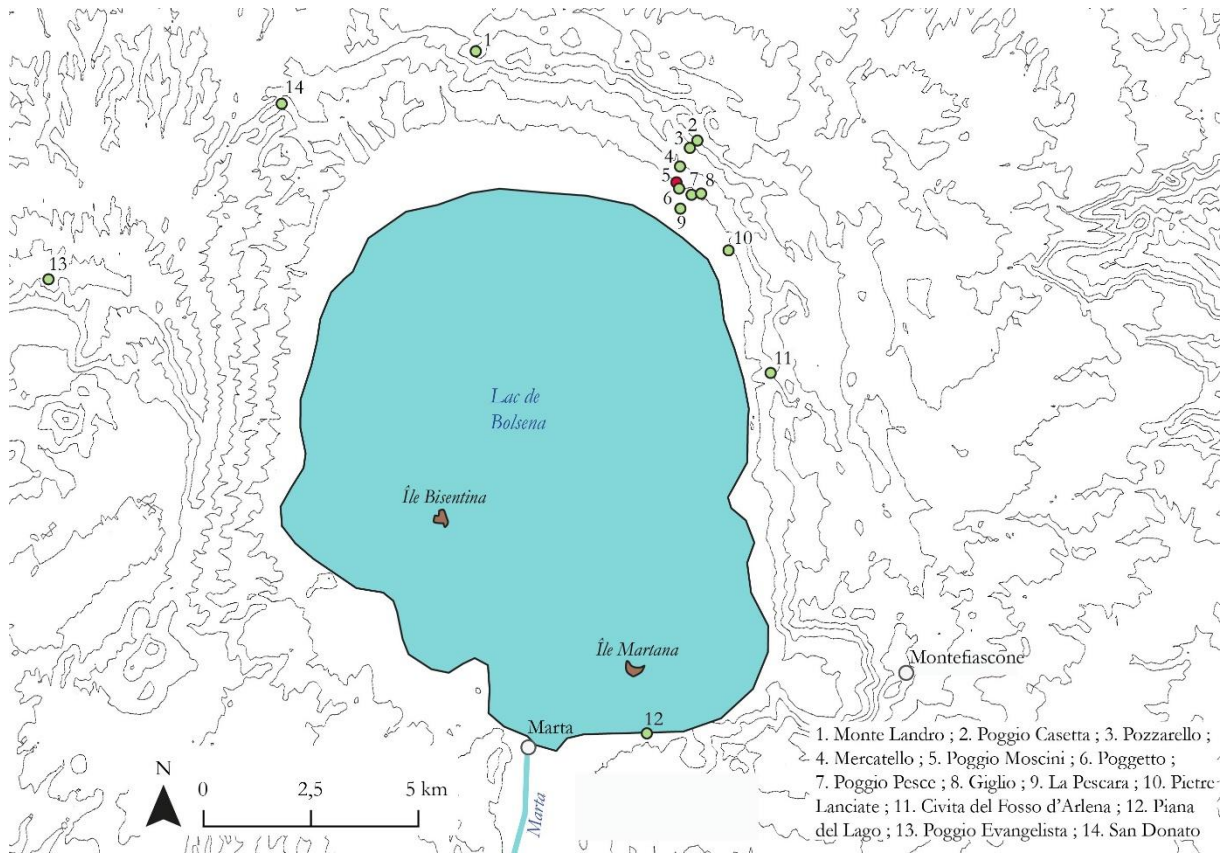 1
14
2
3
4
5
7
8
6
9
10
13
11
Lac de
Bolsena
Île Bisentina
Île Martana
Montefiascone
Marta
12
N
0
2,5
5 km
Marta
1. Monte Landro ; 2. Poggio Casetta ; 3. Pozzarello ;
4. Mercatello ; 5. Poggio Moscini ; 6. Poggetto ;
7. Poggio Pesce ; 8. Giglio ; 9. La Pescara ; 10. Pietre
Lanciate ; 11. Civita del Fosso d'Arlena ; 12. Piana
del Lago ; 13. Poggio Evangelista ; 14. San Donato